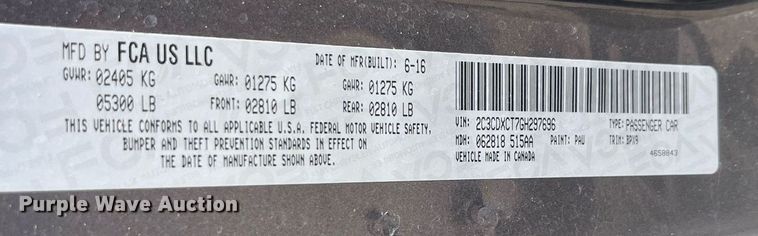 MFD BY FCA US LLC
DATE OF MFR(BUILT): 6-16
GVWR: 02405 KG GAWR: 01275 KG GAWR: 01275 KG
05300 LB FRONT: 02810 LB REAR: 02810 LB
THIS VEHICLE CONFORMS TO ALL APPLICABLE U.S.A. FEDERAL MOTOR VEHICLE SAFETY,
BUMPER AND THEFT PREVENTION STANDARDS IN EFFECT ON
THE DATE OF MANUFACTURE SHOWN ABOVE.
VIN: 2C3CDXCT7GH297696 TYPE: PASSENGER CAR
MDH: 062818 515AA PAINT: PAU TRIM: BPX9
VEHICLE MADE IN CANADA 4658843
Purple Wave Auction